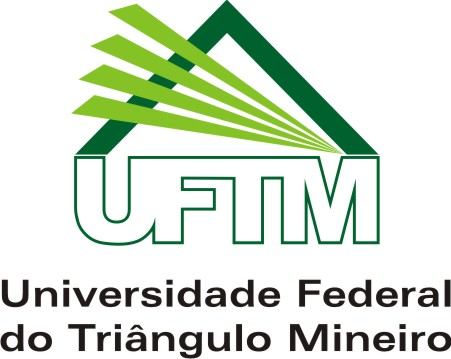 UFTM
Universidade Federal
do Triângulo Mineiro